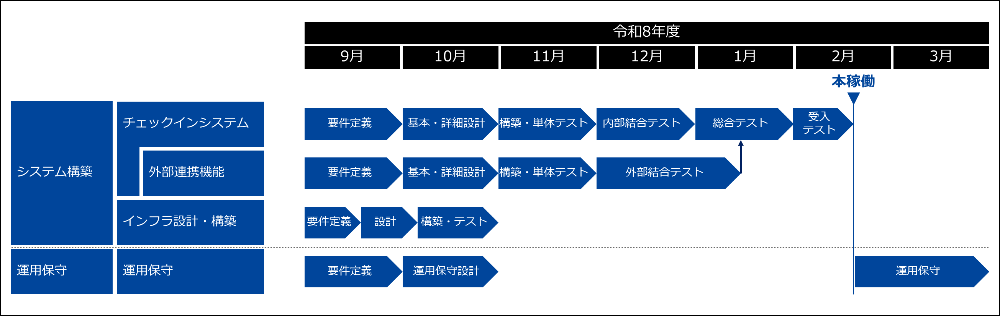 令和8年度
9月 10月 11月 12月 1月 2月 3月
本稼働
システム構築
チェックインシステム
要件定義 基本・詳細設計 構築・単体テスト 内部結合テスト 総合テスト 受入
テスト
外部連携機能
要件定義 基本・詳細設計 構築・単体テスト 外部結合テスト
インフラ設計・構築
要件定義 設計 構築・テスト
運用保守
運用保守
要件定義 運用保守設計 運用保守